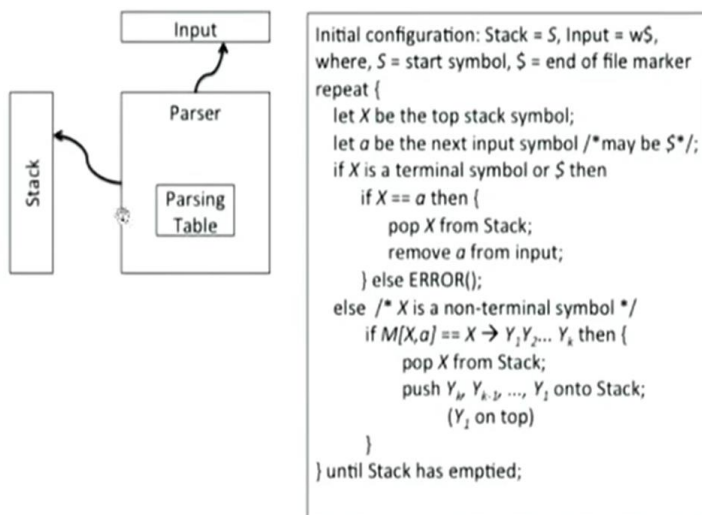 Input
Parser
Stack
Parsing
Table
Initial configuration: Stack = S, Input = w$,
where, S = start symbol, $ = end of file marker
repeat {
let X be the top stack symbol;
let a be the next input symbol /*may be $*/;
if X is a terminal symbol or $ then
if X == a then {
pop X from Stack;
remove a from input;
} else ERROR();
else /* X is a non-terminal symbol */
if M[X,a] == X → Y₁Y₂... Yₖ then {
pop X from Stack;
push Yₖ, Yₖ₋₁, ..., Y₁ onto Stack;
(Y₁ on top)
}
} until Stack has emptied;